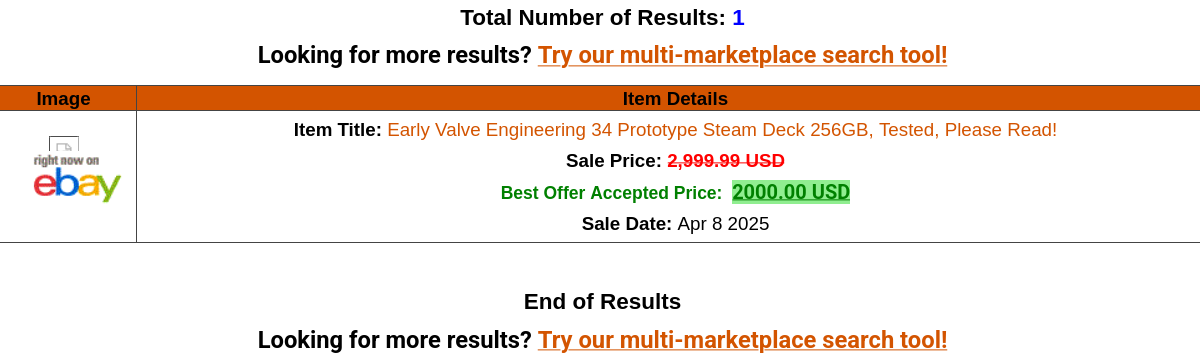 Total Number of Results: 1
Looking for more results? Try our multi-marketplace search tool!
Image
Item Details
right now on
ebay
Item Title: Early Valve Engineering 34 Prototype Steam Deck 256GB, Tested, Please Read!
Sale Price: 2,999.99 USD
Best Offer Accepted Price: 2000.00 USD
Sale Date: Apr 8 2025
End of Results
Looking for more results? Try our multi-marketplace search tool!